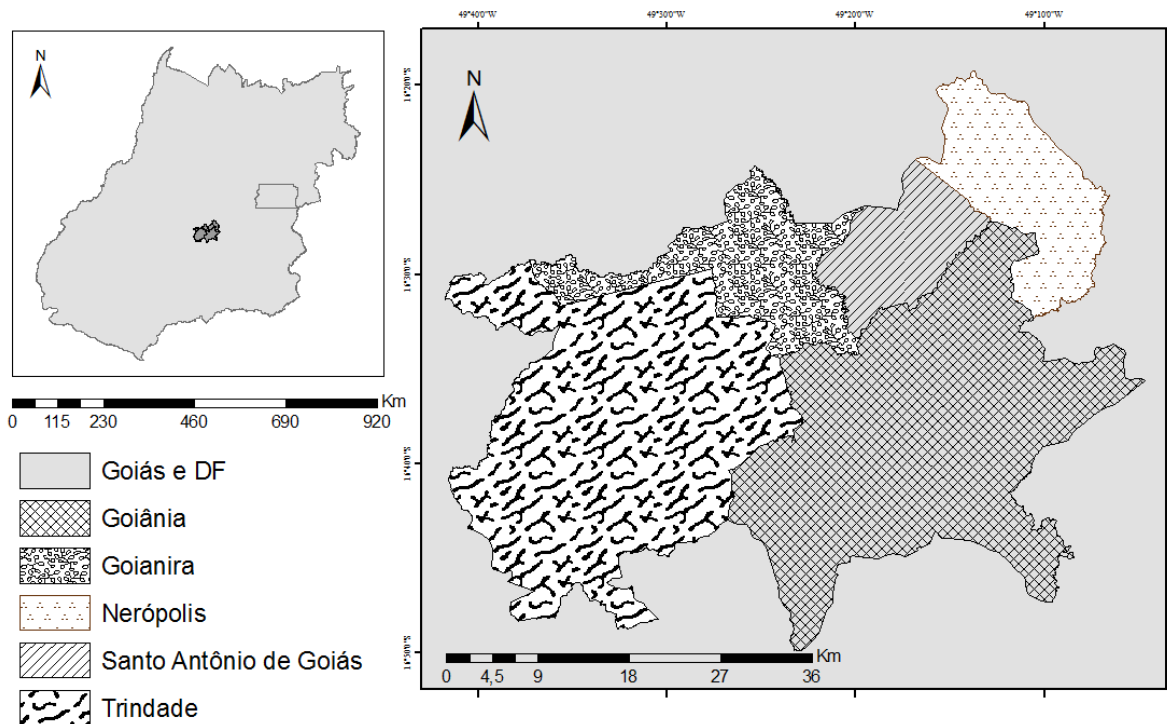 49°40'0"W 49°30'0"W 49°20'0"W 49°10'0"W
N
Km
0 115 230 460 690 920
Goiás e DF
Goiânia
Goianira
Nerópolis
Santo Antônio de Goiás
Trindade
N
Km
0 4,5 9 18 27 36